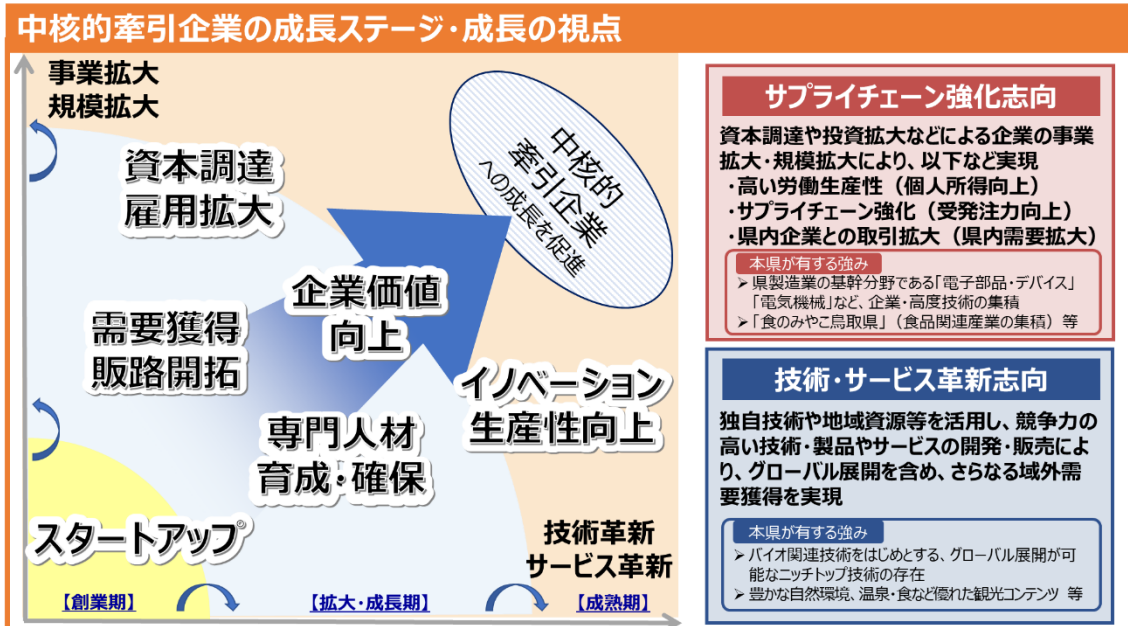 中核的牽引企業の成長ステージ･成長の視点
事業拡大
規模拡大
資本調達
雇用拡大
需要獲得
販路開拓
企業価値
向上
専門人材
育成･確保
イノベーション
生産性向上
スタートアップ
中核的
牽引企業
への成長を促進
技術革新
サービス革新
【創業期】
【拡大･成長期】
【成熟期】
サプライチェーン強化志向
資本調達や投資拡大などによる企業の事業
拡大･規模拡大により、以下など実現
･高い労働生産性（個人所得向上）
･サプライチェーン強化（受発注力向上）
･県内企業との取引拡大（県内需要拡大）
本県が有する強み
➢ 県製造業の基幹分野である｢電子部品･デバイス｣
｢電気機械｣など、企業･高度技術の集積
➢ ｢食のみやこ鳥取県｣（食品関連産業の集積）等
技術･サービス革新志向
独自技術や地域資源等を活用し、競争力の
高い技術･製品やサービスの開発･販売によ
り、グローバル展開を含め、さらなる域外需
要獲得を実現
本県が有する強み
➢ バイオ関連技術をはじめとする、グローバル展開が可
能なニッチトップ技術の存在
➢ 豊かな自然環境、温泉･食など優れた観光コンテンツ 等